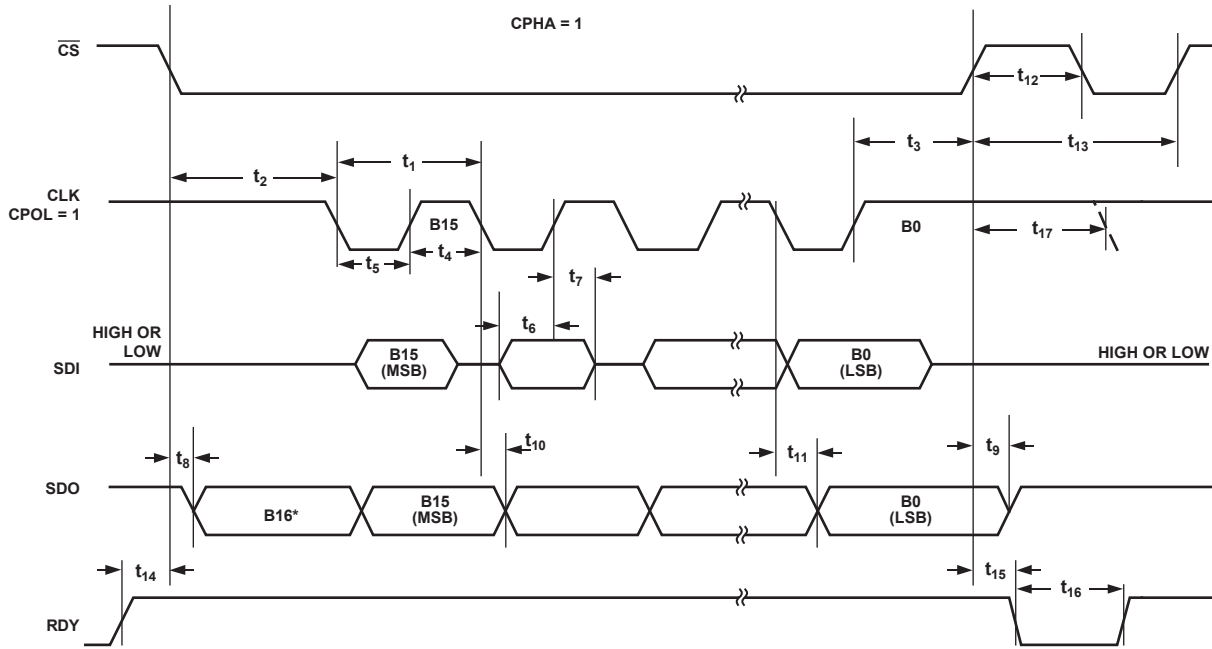 CPHA = 1
CS
t12
t3
t13
t1
t2
CLK
CPOL = 1
B15
B0
t17
t4
t5
t7
t6
HIGH OR
LOW
SDI
B15
(MSB)
B0
(LSB)
HIGH OR LOW
t8
t10
t11
t9
SDO
B16*
B15
(MSB)
B0
(LSB)
t14
t15
t16
RDY